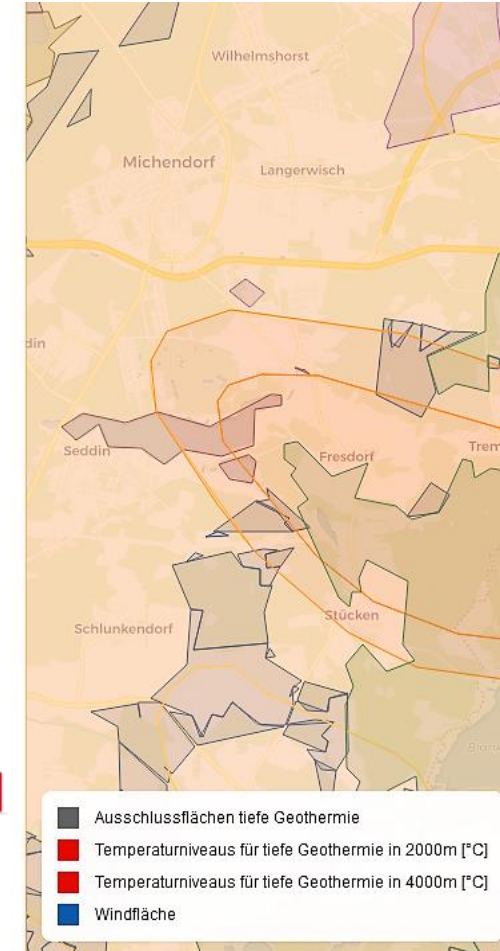 Wilhelmshorst
Michendorf
Langerwisch
din
Seddin
Fresdorf
Trem
Stücken
Schlunkendorf
Ausschlussflächen tiefe Geothermie
Temperaturniveaus für tiefe Geothermie in 2000m [°C]
Temperaturniveaus für tiefe Geothermie in 4000m [°C]
Windfläche